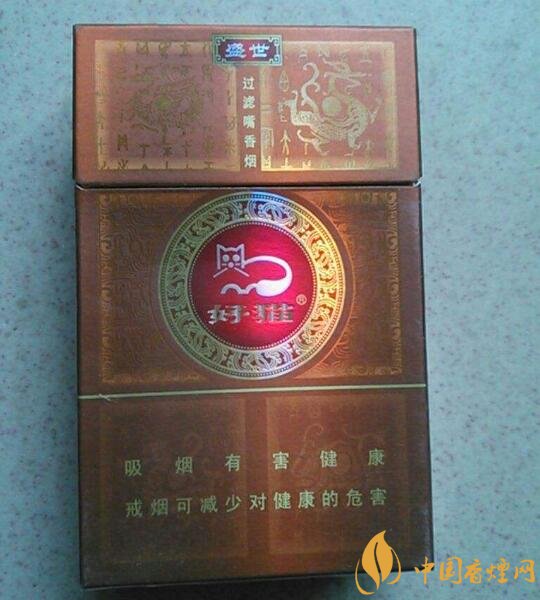 盛世
过滤嘴香烟
好猫®
吸烟有害健康
戒烟可减少对健康的危害
中国香煙网